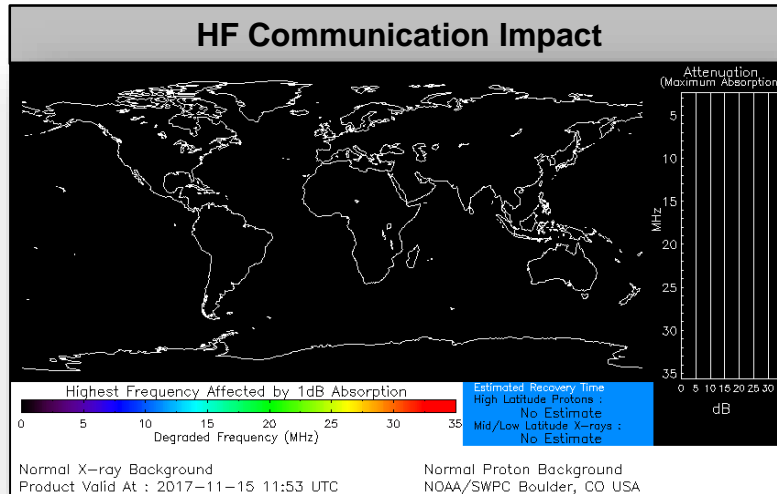 HF Communication Impact
Attenuation
(Maximum Absorption)
5
10
15
20
25
30
35
MHz
0 5 10 15 20 25 30
dB
Highest Frequency Affected by 1dB Absorption
0 5 10 15 20 25 30 35
Degraded Frequency (MHz)
Estimated Recovery Time
High Latitude Protons :
No Estimate
Mid/Low Latitude X-rays :
No Estimate
Normal X-ray Background
Product Valid At : 2017-11-15 11:53 UTC
Normal Proton Background
NOAA/SWPC Boulder, CO USA